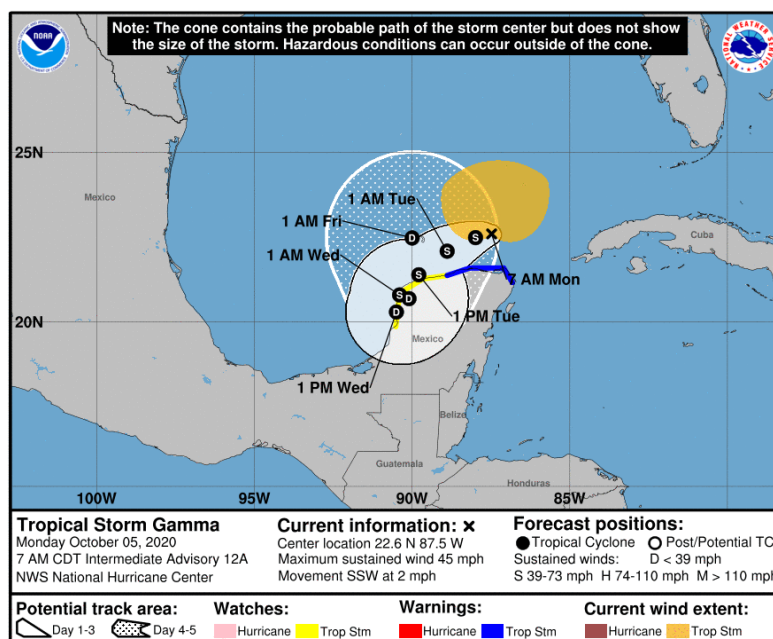 Note: The cone contains the probable path of the storm center but does not show
the size of the storm. Hazardous conditions can occur outside of the cone.
NOAA
NATIONAL WEATHER SERVICE
25N
Mexico
1 AM Tue
1 AM Fri
D
S
S
Cuba
1 AM Wed
7 AM Mon
S
S
D
20N
D
1 PM Tue
Mexico
1 PM Wed
Belize
Guatemala
Honduras
100W 95W 90W 85W
Tropical Storm Gamma
Monday October 05, 2020
7 AM CDT Intermediate Advisory 12A
NWS National Hurricane Center
Current information: x
Center location 22.6 N 87.5 W
Maximum sustained wind 45 mph
Movement SSW at 2 mph
Forecast positions:
Tropical Cyclone Post/Potential TC
Sustained winds: D < 39 mph
S 39-73 mph H 74-110 mph M > 110 mph
Potential track area:
Day 1-3 Day 4-5
Watches:
Hurricane Trop Stm
Warnings:
Hurricane Trop Stm
Current wind extent:
Hurricane Trop Stm